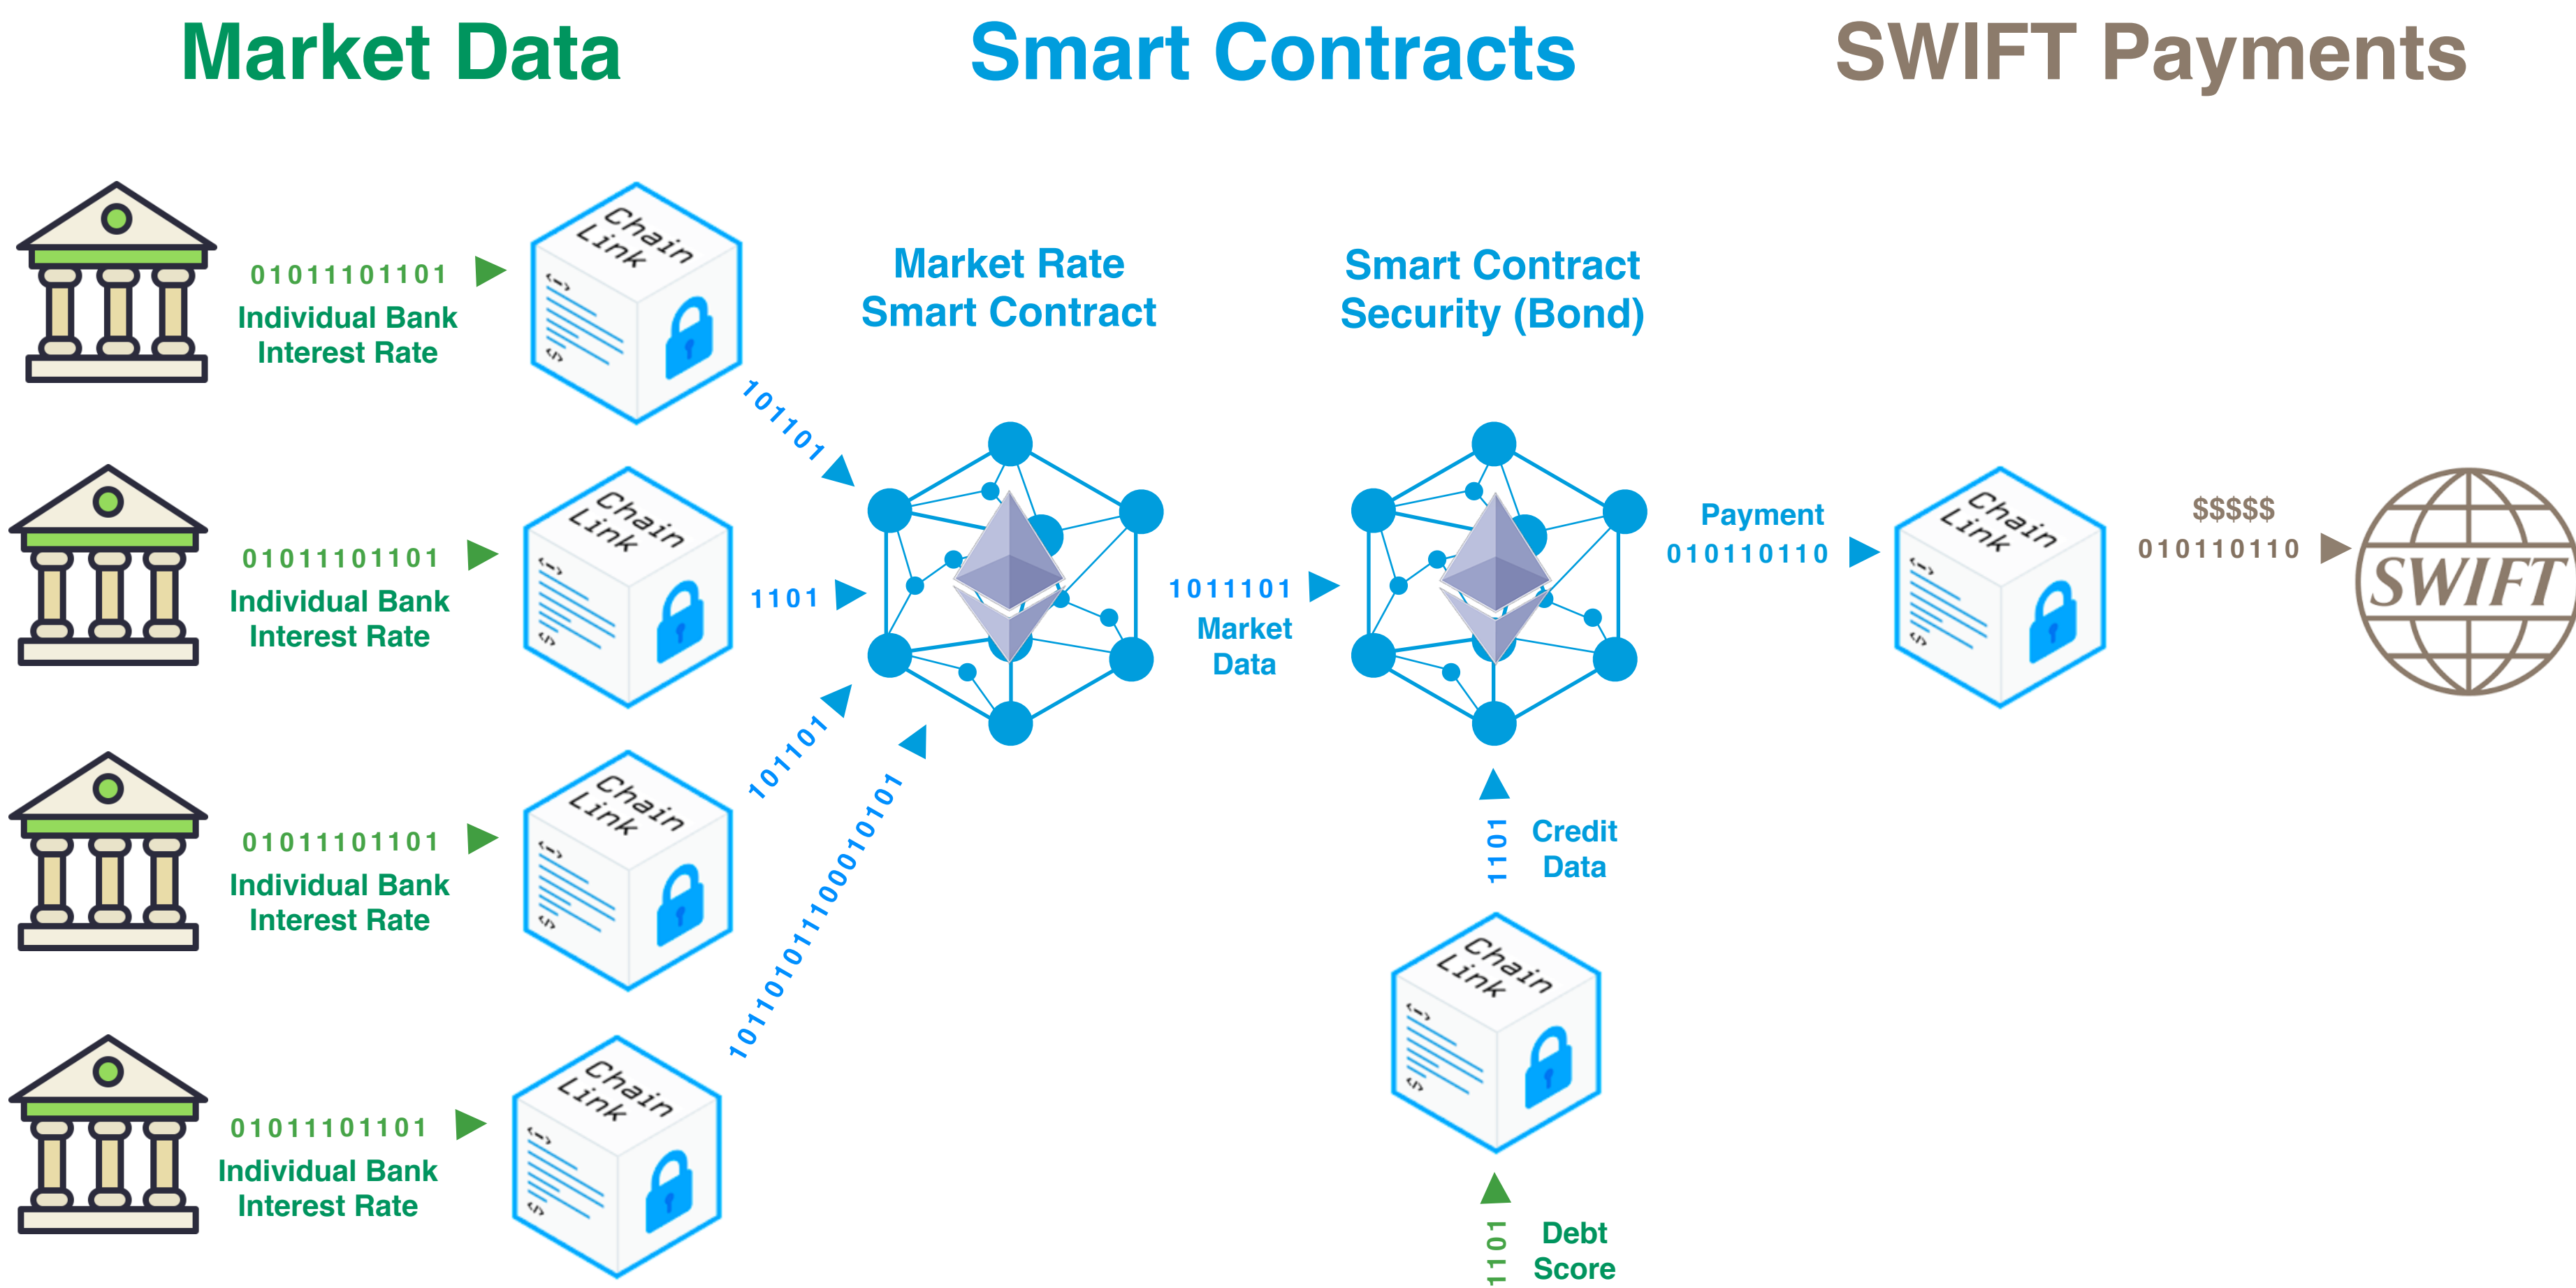 Market Data
Smart Contracts
SWIFT Payments
01011101101
Individual Bank
Interest Rate
Chain
Link
<->
</>
101101
01011101101
Individual Bank
Interest Rate
Chain
Link
<->
</>
1101
01011101101
Individual Bank
Interest Rate
Chain
Link
<->
</>
101101
01011101101
Individual Bank
Interest Rate
Chain
Link
<->
</>
Market Rate
Smart Contract
1011101
Market
Data
Smart Contract
Security (Bond)
Payment
010110110
Chain
Link
<->
</>
$$$$$
010110110
SWIFT
1101
Credit
Data
Chain
Link
<->
</>
1101
Debt
Score